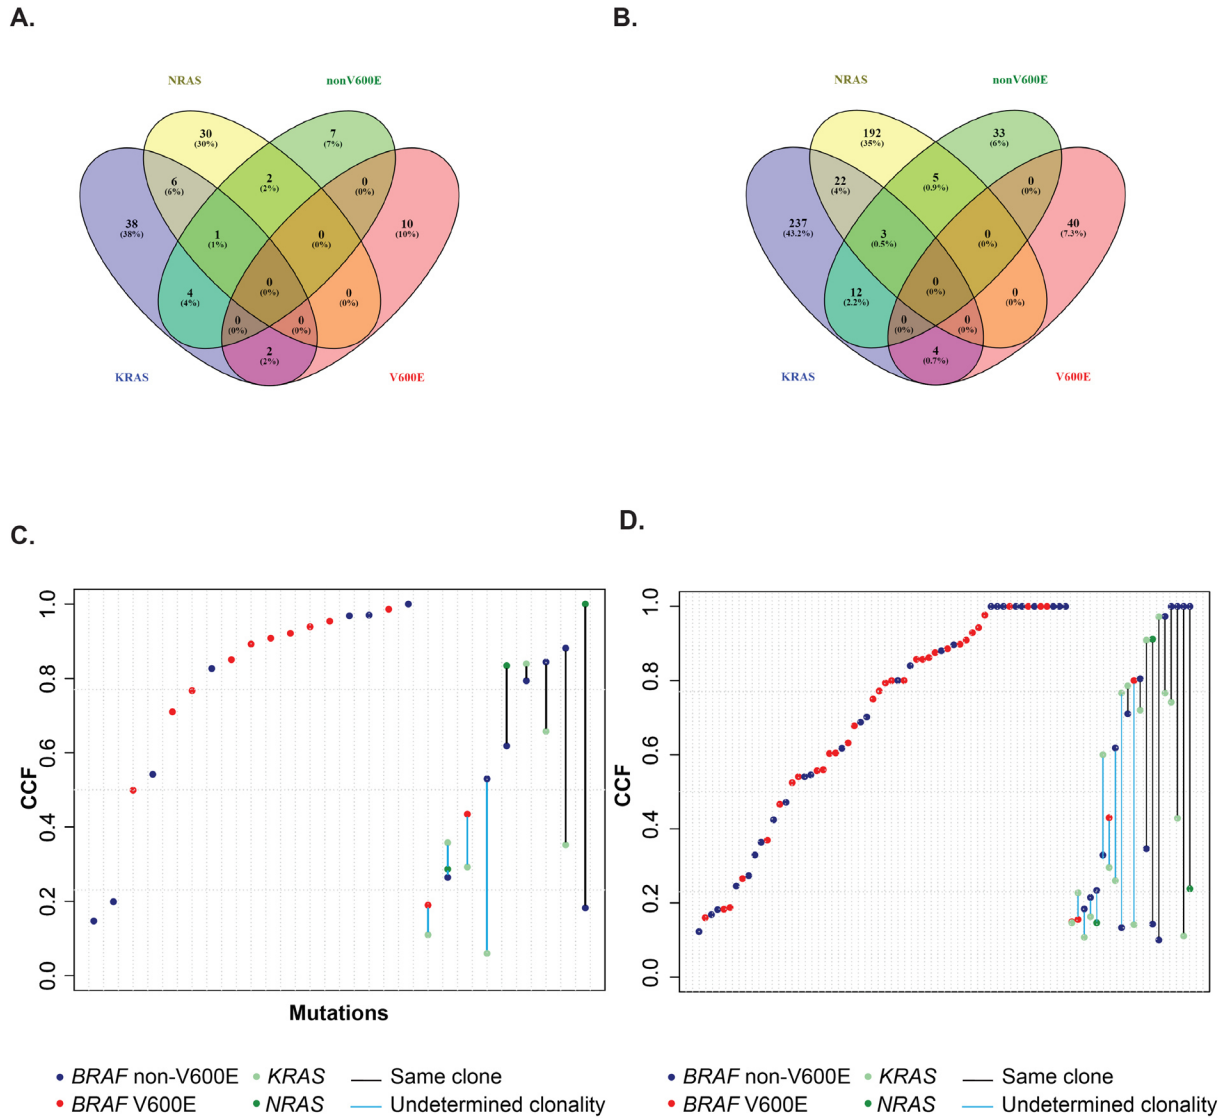 A.
B.
NRAS
nonV600E
30
(30%)
7
(7%)
6
(6%)
2
(2%)
0
(0%)
38
(38%)
1
(1%)
0
(0%)
10
(10%)
4
(4%)
0
(0%)
0
(0%)
0
(0%)
0
(0%)
2
(2%)
KRAS
V600E
NRAS
nonV600E
192
(35%)
33
(6%)
22
(4%)
5
(0.9%)
0
(0%)
237
(43.2%)
3
(0.5%)
0
(0%)
40
(7.3%)
12
(2.2%)
0
(0%)
0
(0%)
0
(0%)
0
(0%)
4
(0.7%)
KRAS
V600E
C.
D.
CCF
1.0
0.8
0.6
0.4
0.2
0.0
Mutations
CCF
1.0
0.8
0.6
0.4
0.2
0.0
BRAF non-V600E
KRAS
Same clone
BRAF V600E
NRAS
Undetermined clonality
BRAF non-V600E
KRAS
Same clone
BRAF V600E
NRAS
Undetermined clonality